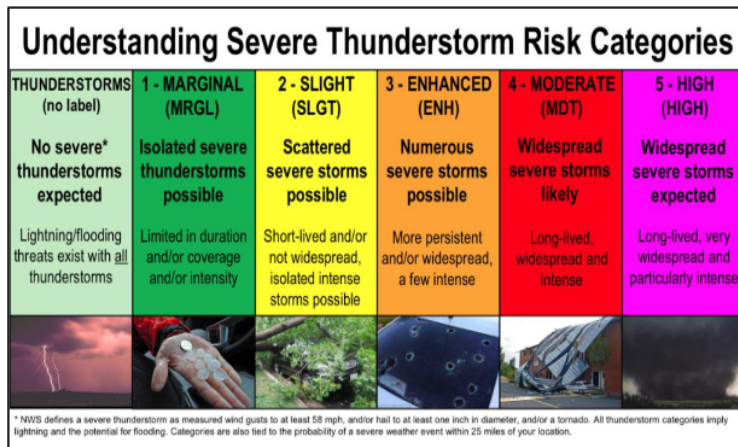 Understanding Severe Thunderstorm Risk Categories
THUNDERSTORMS
(no label)
No severe*
thunderstorms
expected
Lightning/flooding
threats exist with all
thunderstorms
1 - MARGINAL
(MRGL)
Isolated severe
thunderstorms
possible
Limited in duration
and/or coverage
and/or intensity
2 - SLIGHT
(SLGT)
Scattered
severe storms
possible
Short-lived and/or
not widespread,
isolated intense
storms possible
3 - ENHANCED
(ENH)
Numerous
severe storms
possible
More persistent
and/or widespread,
a few intense
4 - MODERATE
(MDT)
Widespread
severe storms
likely
Long-lived,
widespread and
intense
5 - HIGH
(HIGH)
Widespread
severe storms
expected
Long-lived, very
widespread and
particularly intense
* NWS defines a severe thunderstorm as measured wind gusts to at least 58 mph, and/or hail to at least one inch in diameter, and/or a tornado. All thunderstorm categories imply
lightning and the potential for flooding. Categories are also tied to the probability of a severe weather event within 25 miles of your location.